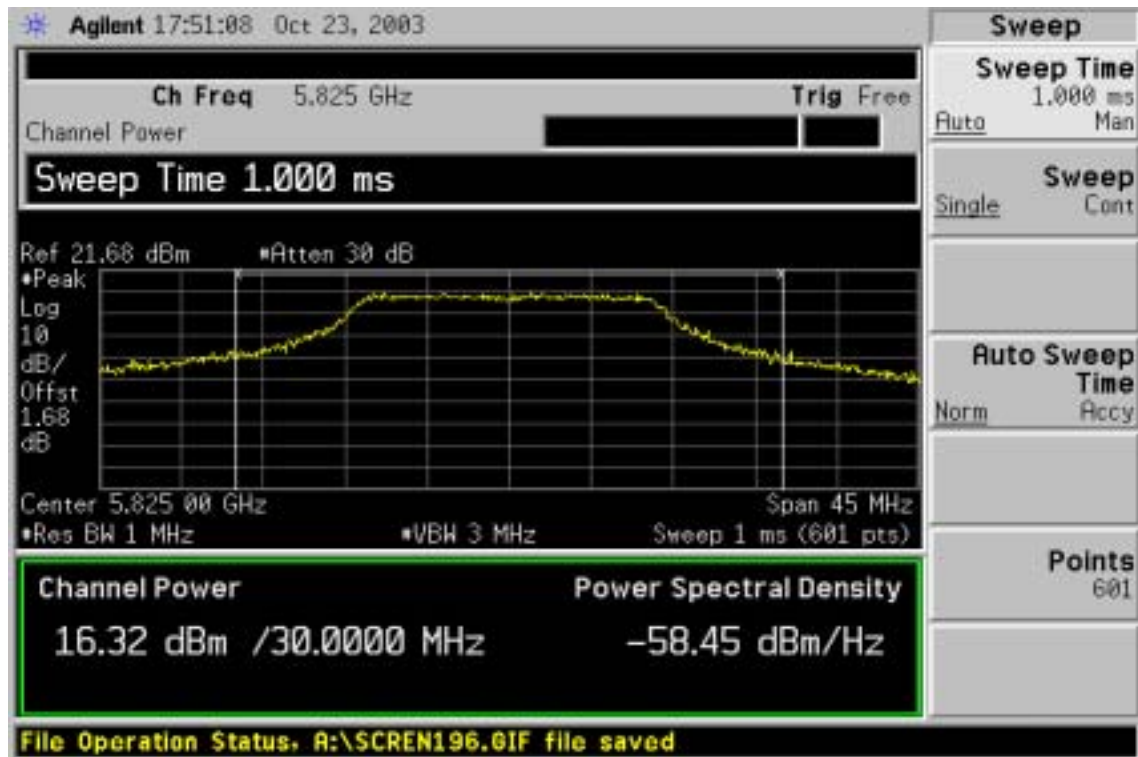 Agilent 17:51:08 Oct 23, 2003
Ch Freq 5.825 GHz Trig Free
Channel Power
Sweep Time 1.000 ms
Ref 21.68 dBm #Atten 30 dB
#Peak
Log
10
dB/
Offst
1.68
dB
Center 5.825 00 GHz Span 45 MHz
#Res BW 1 MHz #VBW 3 MHz Sweep 1 ms (601 pts)
Channel Power Power Spectral Density
16.32 dBm /30.0000 MHz -58.45 dBm/Hz
File Operation Status, A:\SCREN196.GIF file saved
Sweep
Sweep Time
1.000 ms
Auto Man
Sweep
Single Cont
Auto Sweep
Time
Norm Accy
Points
601